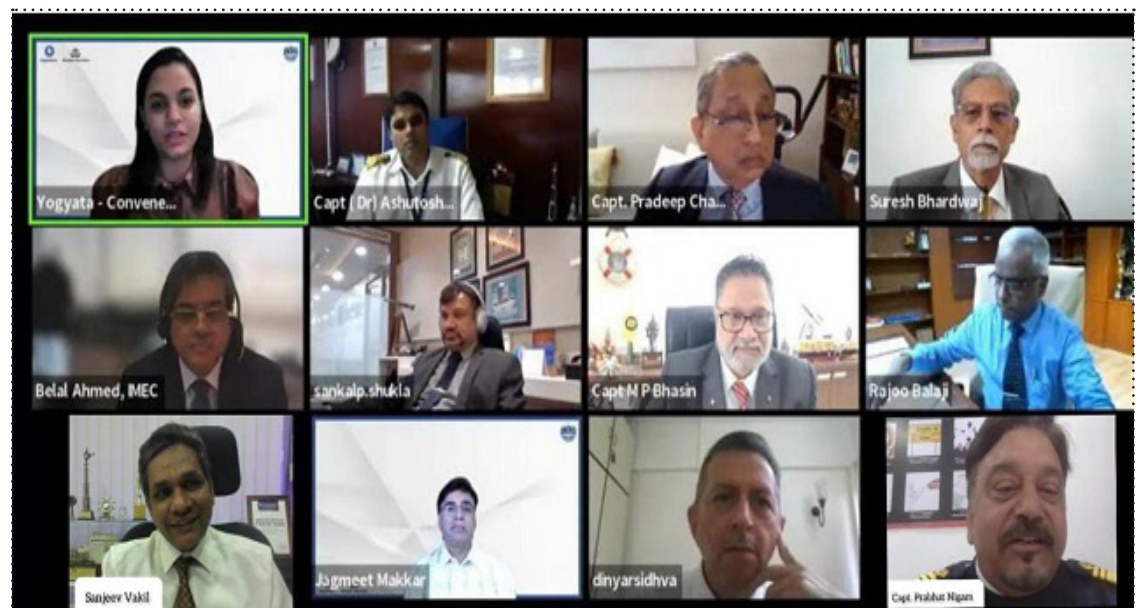 Yogyata - Convene...
Capt ( Dr) Ashutosh...
Capt. Pradeep Cha...
Suresh Bhardwaj
Belal Ahmed, IMEC
sankalp.shukla
Capt M P Bhasin
Rajoo Balaji
Sanjeev Vakil
Jagmeet Makkar
dinyarsidhva
Capt. Prabhat Nigam